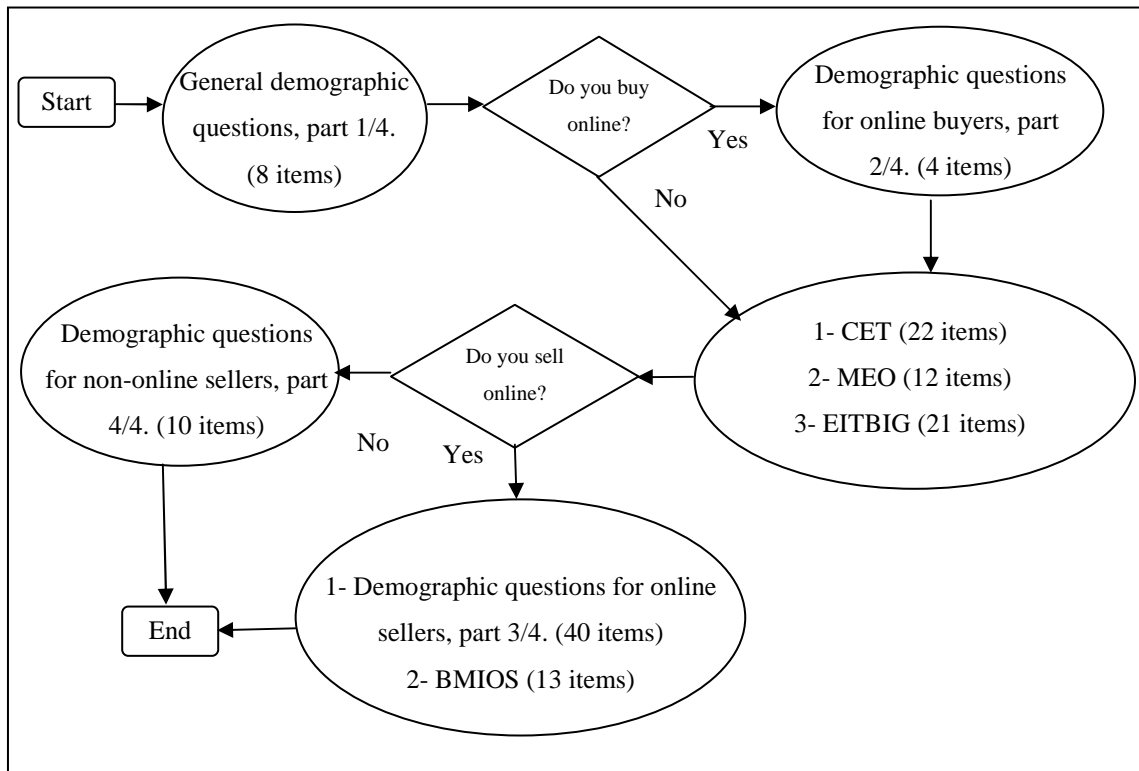 Start
General demographic
questions, part 1/4.
(8 items)
Do you buy
online?
Yes
No
Demographic questions
for online buyers, part
2/4. (4 items)
1- CET (22 items)
2- MEO (12 items)
3- EITBIG (21 items)
Do you sell
online?
No
Yes
Demographic questions
for non-online sellers, part
4/4. (10 items)
1- Demographic questions for online
sellers, part 3/4. (40 items)
2- BMIOS (13 items)
End